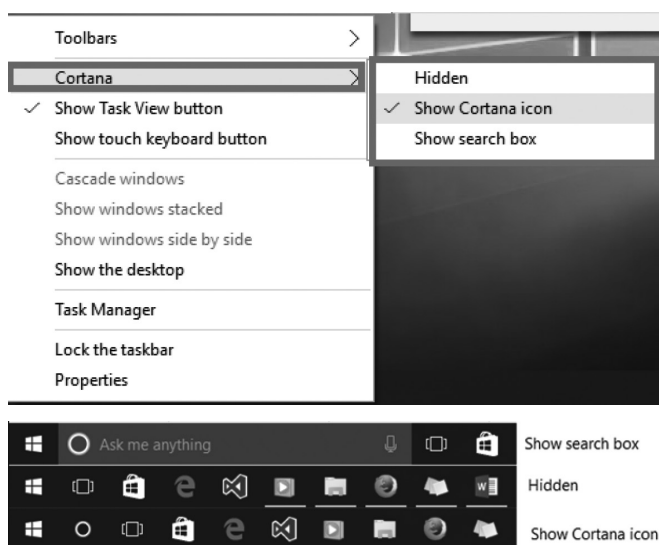 Toolbars
Cortana
Show Task View button
Show touch keyboard button
Cascade windows
Show windows stacked
Show windows side by side
Show the desktop
Task Manager
Lock the taskbar
Properties
Hidden
Show Cortana icon
Show search box
Ask me anything
Show search box
Hidden
Show Cortana icon